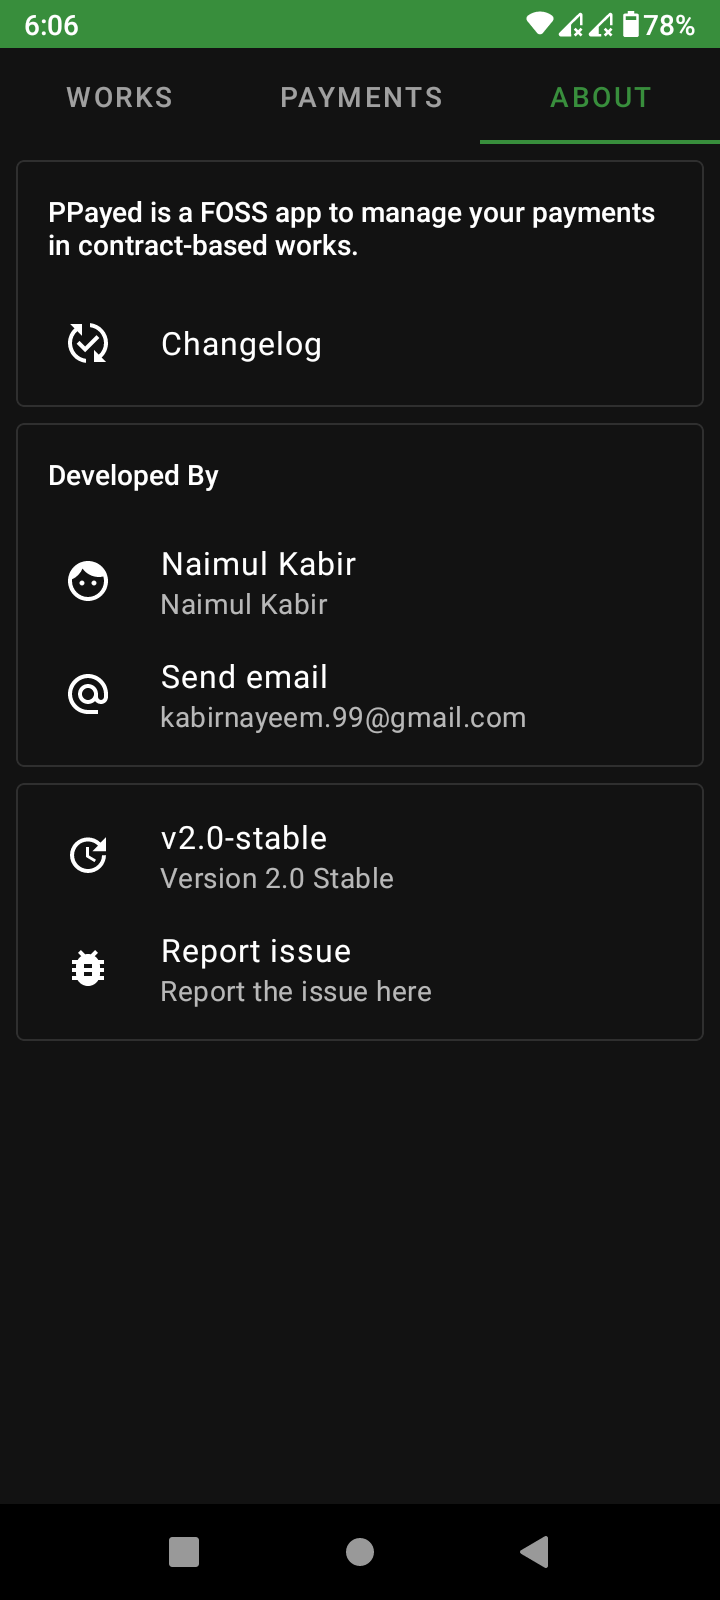 6:06
78%
WORKS
PAYMENTS
ABOUT
PPayed is a FOSS app to manage your payments
in contract-based works.
Changelog
Developed By
Naimul Kabir
Naimul Kabir
Send email
kabirnayeem.99@gmail.com
v2.0-stable
Version 2.0 Stable
Report issue
Report the issue here